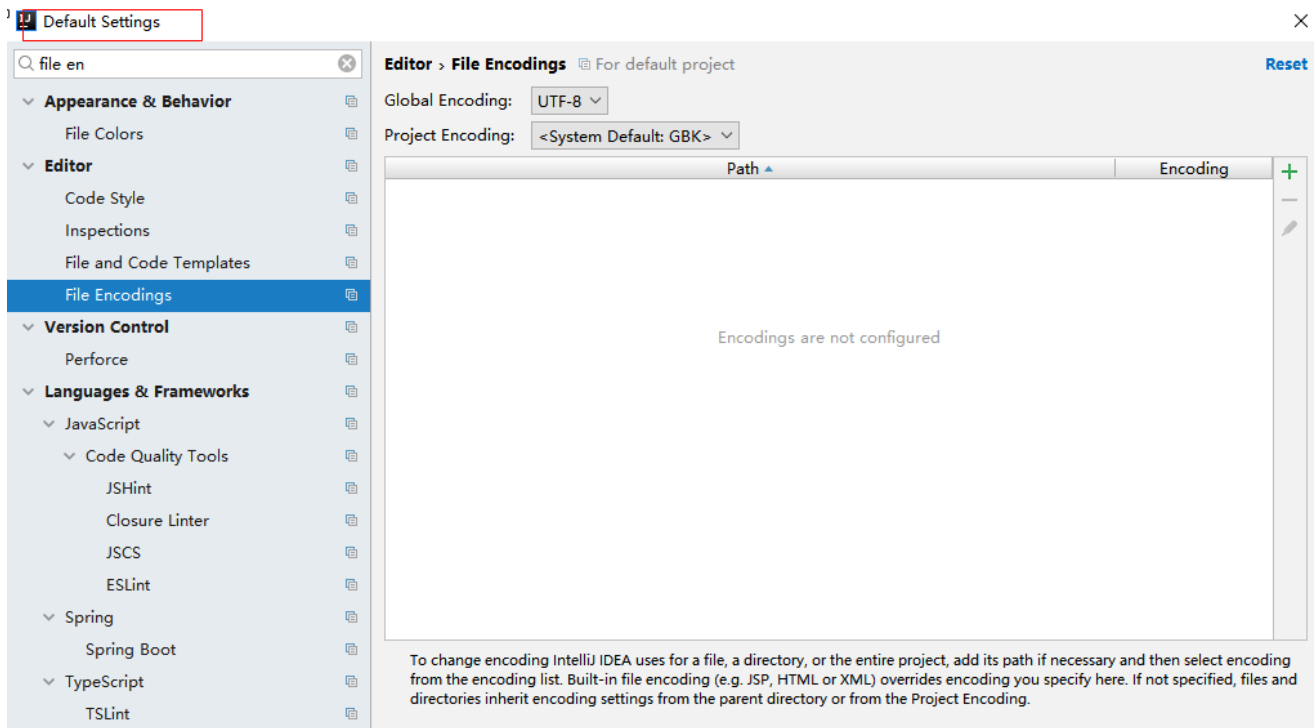 Default Settings
file en
Appearance & Behavior
File Colors
Editor
Code Style
Inspections
File and Code Templates
File Encodings
Version Control
Perforce
Languages & Frameworks
JavaScript
Code Quality Tools
JSHint
Closure Linter
JSCS
ESLint
Spring
Spring Boot
TypeScript
TSLint
Editor › File Encodings For default project
Reset
Global Encoding: UTF-8
Project Encoding: <System Default: GBK>
Path Encoding
Encodings are not configured
To change encoding IntelliJ IDEA uses for a file, a directory, or the entire project, add its path if necessary and then select encoding
from the encoding list. Built-in file encoding (e.g. JSP, HTML or XML) overrides encoding you specify here. If not specified, files and
directories inherit encoding settings from the parent directory or from the Project Encoding.